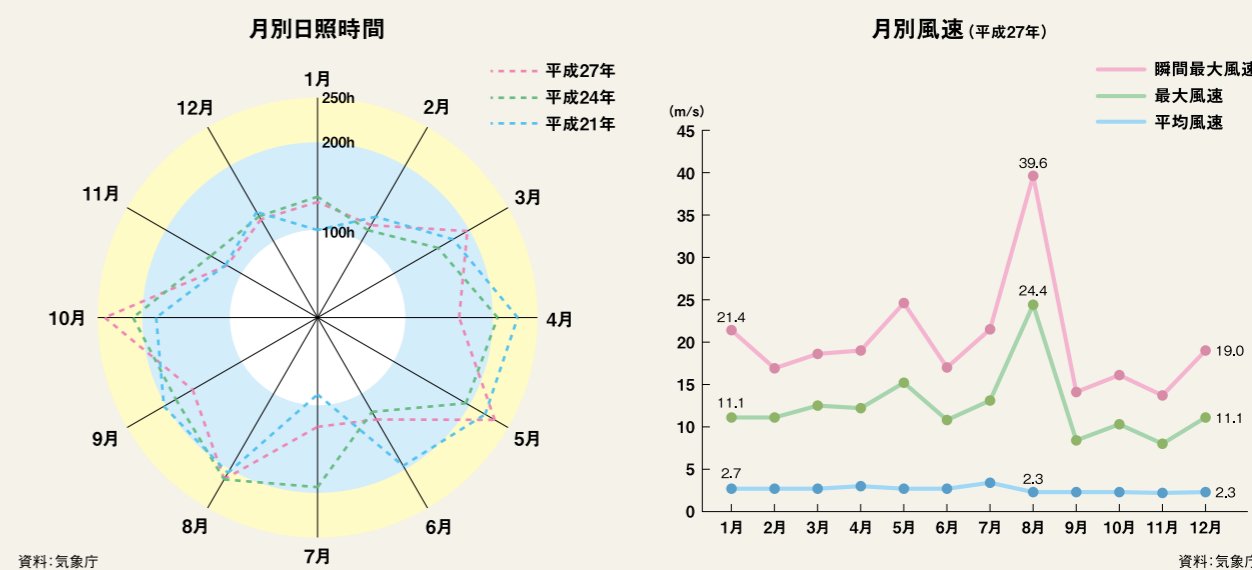 月別日照時間
平成27年
平成24年
平成21年
1月
2月
3月
4月
5月
6月
7月
8月
9月
10月
11月
12月
250h
200h
100h
資料:気象庁
月別風速(平成27年)
瞬間最大風速
最大風速
平均風速
(m/s)
45
40
35
30
25
20
15
10
5
0
21.4
39.6
19.0
11.1
24.4
11.1
2.7
2.3
2.3
1月 2月 3月 4月 5月 6月 7月 8月 9月 10月 11月 12月
資料:気象庁